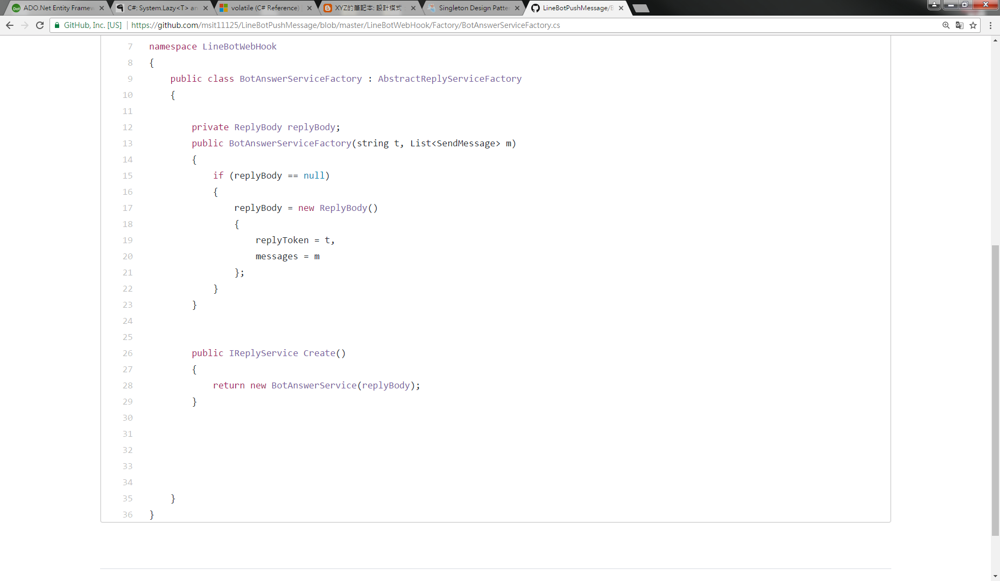 ADO.Net Entity Framew
C#: System.Lazy<T> an
volatile (C# Reference)
XYZ的筆記本: 設計模式
Singleton Design Patte
LineBotPushMessage/B
GitHub, Inc. [US] https://github.com/msit11125/LineBotPushMessage/blob/master/LineBotWebHook/Factory/BotAnswerServiceFactory.cs
7 namespace LineBotWebHook
8 {
9 public class BotAnswerServiceFactory : AbstractReplyServiceFactory
10 {
11
12 private ReplyBody replyBody;
13 public BotAnswerServiceFactory(string t, List<SendMessage> m)
14 {
15 if (replyBody == null)
16 {
17 replyBody = new ReplyBody()
18 {
19 replyToken = t,
20 messages = m
21 };
22 }
23 }
24
25
26 public IReplyService Create()
27 {
28 return new BotAnswerService(replyBody);
29 }
30
31
32
33
34
35 }
36 }